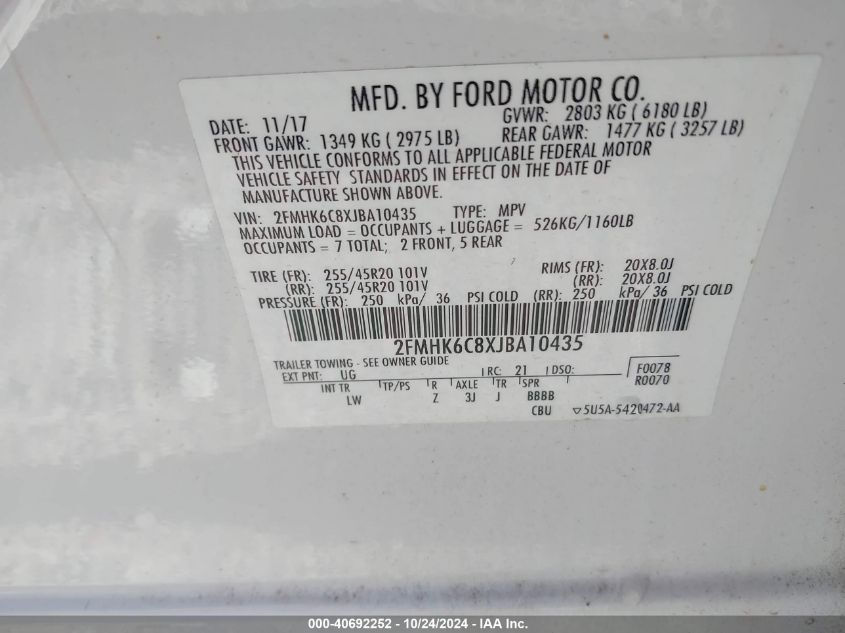 MFD. BY FORD MOTOR CO.
DATE: 11/17 GVWR: 2803 KG ( 6180 LB)
FRONT GAWR: 1349 KG ( 2975 LB) REAR GAWR: 1477 KG ( 3257 LB)
THIS VEHICLE CONFORMS TO ALL APPLICABLE FEDERAL MOTOR
VEHICLE SAFETY STANDARDS IN EFFECT ON THE DATE OF
MANUFACTURE SHOWN ABOVE.
VIN: 2FMHK6C8XJBA10435 TYPE: MPV
MAXIMUM LOAD = OCCUPANTS + LUGGAGE = 526KG/1160LB
OCCUPANTS = 7 TOTAL; 2 FRONT, 5 REAR
TIRE (FR): 255/45R20 101V RIMS (FR): 20X8.0J
(RR): 255/45R20 101V (RR): 20X8.0J
PRESSURE (FR): 250 kPa/ 36 PSI COLD (RR): 250 kPa/ 36 PSI COLD
2FMHK6C8XJBA10435
TRAILER TOWING - SEE OWNER GUIDE
EXT PNT: UG RC: 21 DSO: F0078
INT TR TP/PS R AXLE TR SPR R0070
LW Z 3J J BBBB
CBU ▽5U5A-5420472-AA
000-40692252 - 10/24/2024 - IAA Inc.